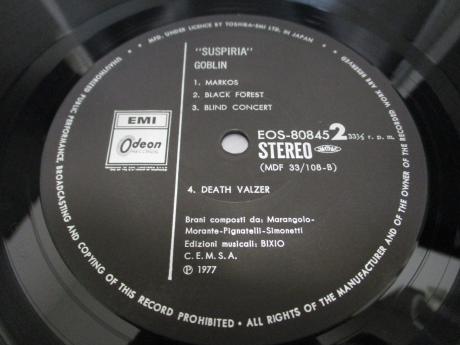 "SUSPIRIA"
GOBLIN
1. MARKOS
2. BLACK FOREST
3. BLIND CONCERT
EMI
Odeon
EOS-80845 2 33⅓ r. p. m.
STEREO
(MDF 33/108-B)
4. DEATH VALZER
Brani composti da: Marangolo-
Morante-Pignatelli-Simonetti
Edizioni musicali: BIXIO
C. E. M. S. A.
Ⓟ 1977
MFD. UNDER LICENCE BY TOSHIBA-EMI LTD. IN JAPAN • ALL RIGHTS OF THE MANUFACTURER AND OF THE OWNER OF THE RECORDED WORK ARE RESERVED
UNAUTHORIZED PUBLIC PERFORMANCE, BROADCASTING AND COPYING OF THIS RECORD PROHIBITED •